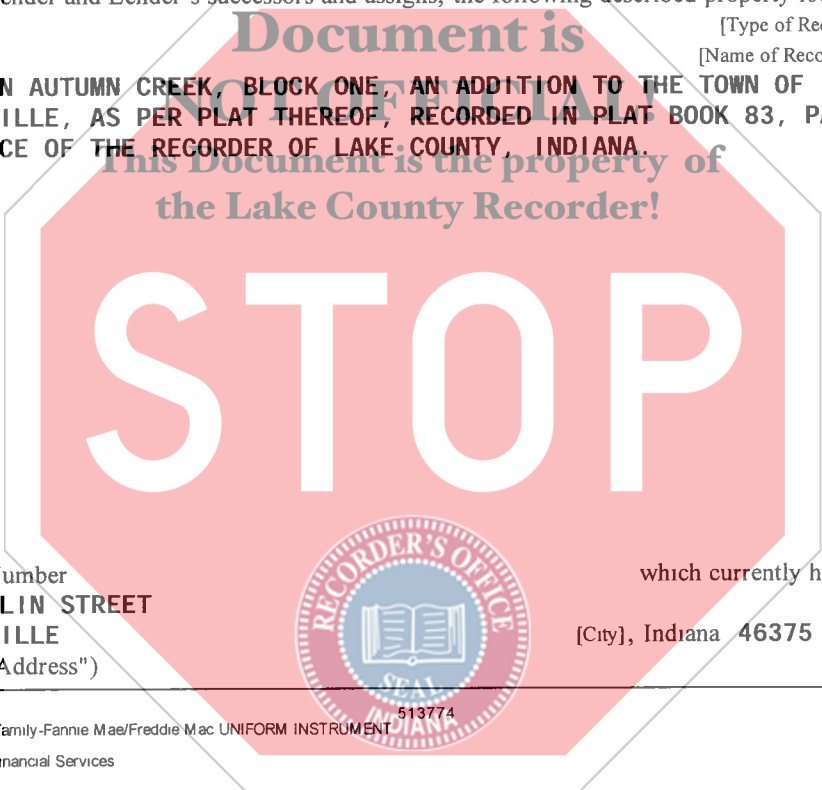 ender and Lender's successors and assigns, the following described property
Document is
[Type of Rec
[Name of Reco
N AUTUMN CREEK, BLOCK ONE, AN ADDITION TO THE TOWN OF
NOT OFFICIAL!
ILLE, AS PER PLAT THEREOF, RECORDED IN PLAT BOOK 83, PA
CE OF THE RECORDER OF LAKE COUNTY, INDIANA.
This Document is the property of
the Lake County Recorder!
STOP
umber
which currently h
LIN STREET
ILLE
[City], Indiana 46375
Address")
RECORDER'S OFFICE
SEAL
INDIANA
513774
amily-Fannie Mae/Freddie Mac UNIFORM INSTRUMENT
nancial Services